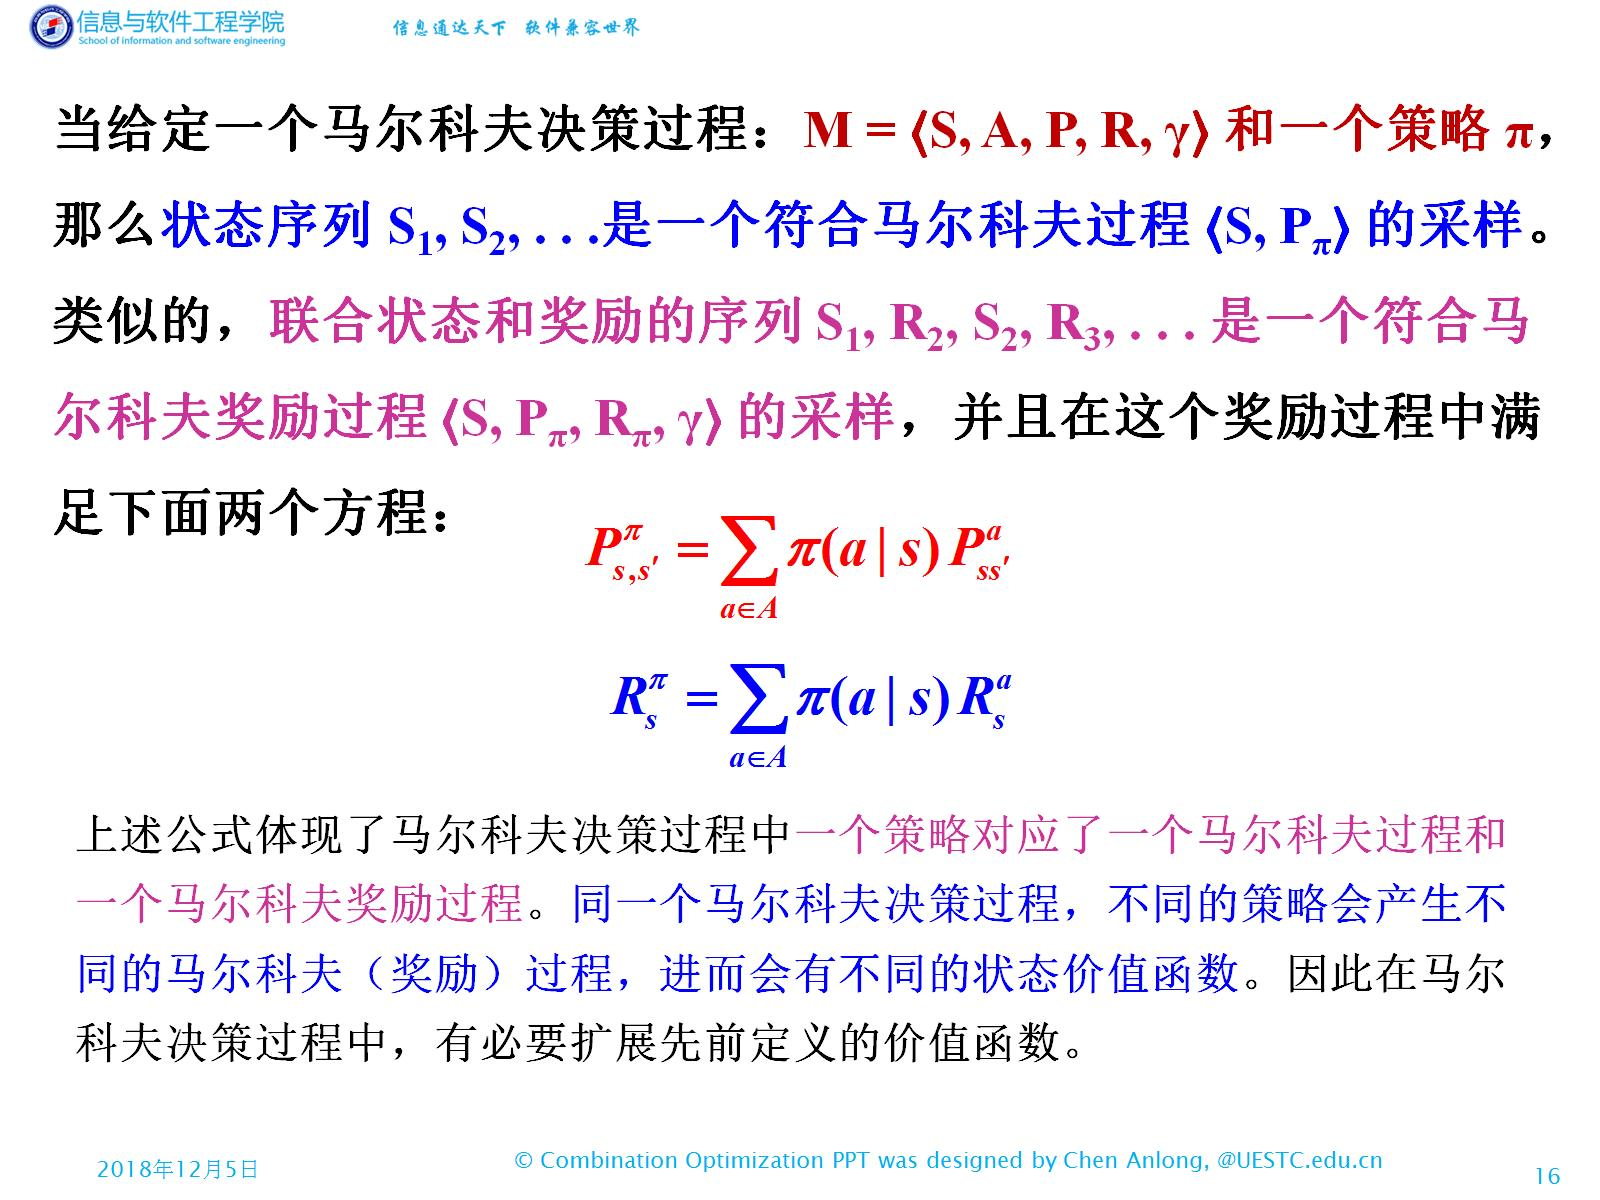 信息与软件工程学院
School of information and software engineering
信息通达天下 软件兼容世界
当给定一个马尔科夫决策过程：M = ⟨S, A, P, R, γ⟩ 和一个策略 π，
那么状态序列 S₁, S₂, . . .是一个符合马尔科夫过程 ⟨S, Pπ⟩ 的采样。
类似的，联合状态和奖励的序列 S₁, R₂, S₂, R₃, . . . 是一个符合马
尔科夫奖励过程 ⟨S, Pπ, Rπ, γ⟩ 的采样，并且在这个奖励过程中满
足下面两个方程：
P^π_{s,s′} = ∑_{a∈A} π(a | s) P^a_{ss′}
R^π_s = ∑_{a∈A} π(a | s) R^a_s
上述公式体现了马尔科夫决策过程中一个策略对应了一个马尔科夫过程和
一个马尔科夫奖励过程。同一个马尔科夫决策过程，不同的策略会产生不
同的马尔科夫（奖励）过程，进而会有不同的状态价值函数。因此在马尔
科夫决策过程中，有必要扩展先前定义的价值函数。
2018年12月5日
© Combination Optimization PPT was designed by Chen Anlong, @UESTC.edu.cn
16